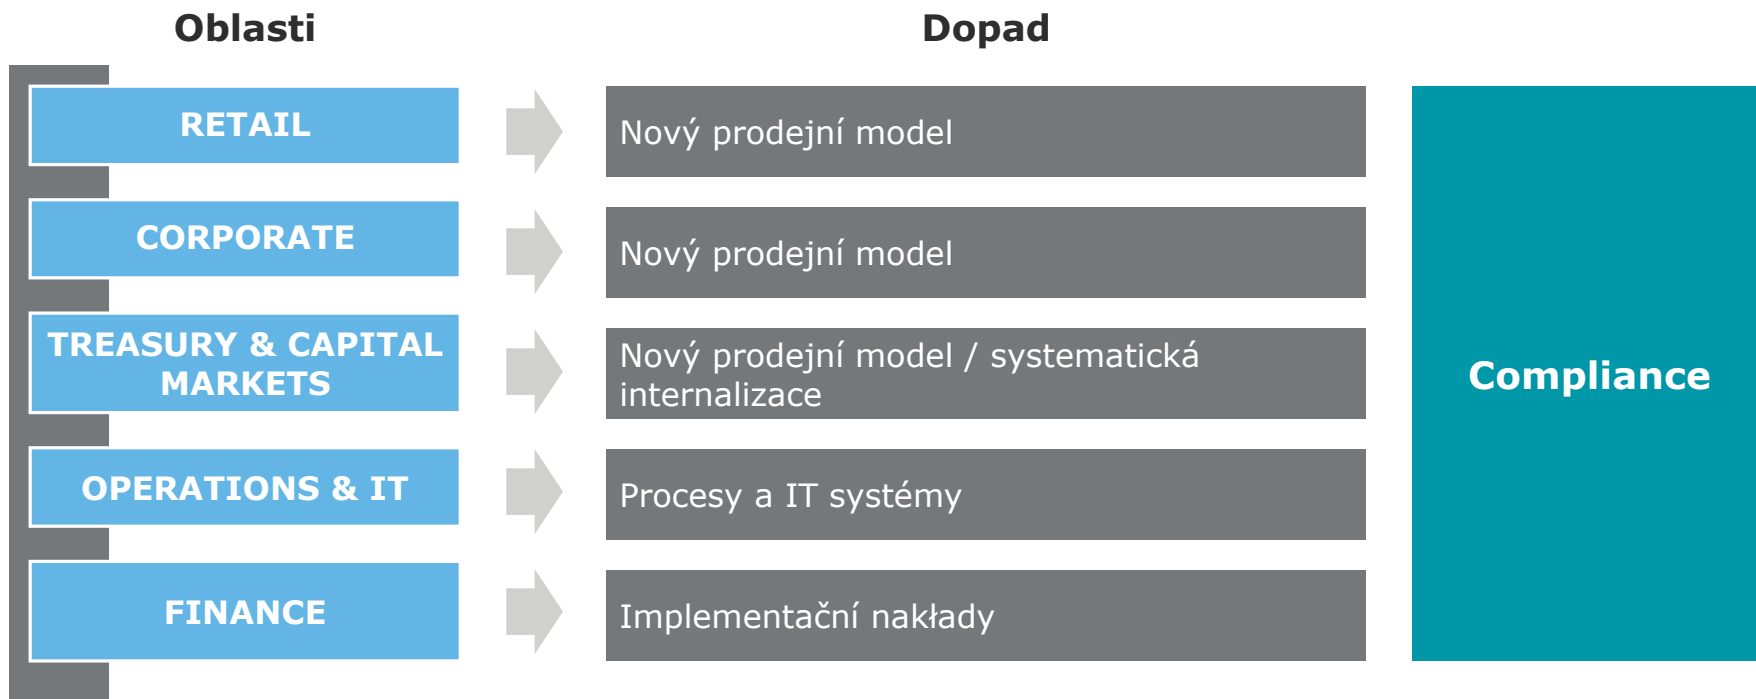 Oblasti
Dopad
RETAIL
Nový prodejní model
CORPORATE
Nový prodejní model
TREASURY & CAPITAL
MARKETS
Nový prodejní model / systematická
internalizace
OPERATIONS & IT
Procesy a IT systémy
FINANCE
Implementační nakłady
Compliance